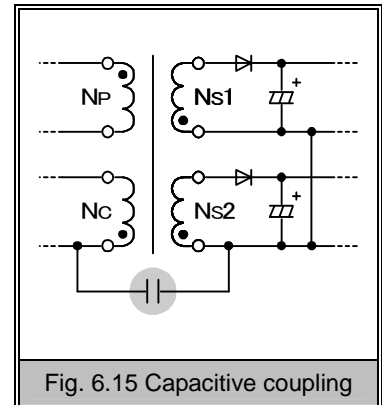 NP NS1 +
NC NS2 +
Fig. 6.15 Capacitive coupling